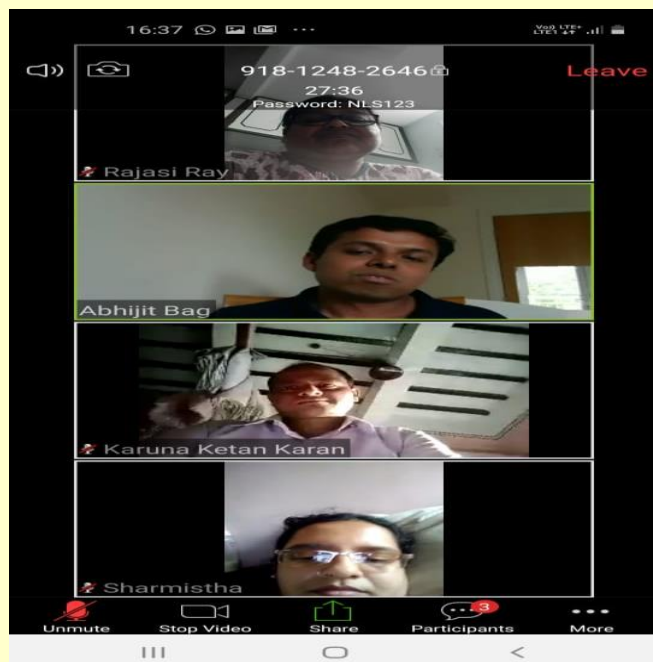 16:37 ...
Vo)) LTE+
LTE1
918-1248-2646
Leave
27:36
Password: NLS123
Rajasi Ray
Abhijit Bag
Karuna Ketan Karan
Sharmistha
3
Unmute Stop Video Share Participants More